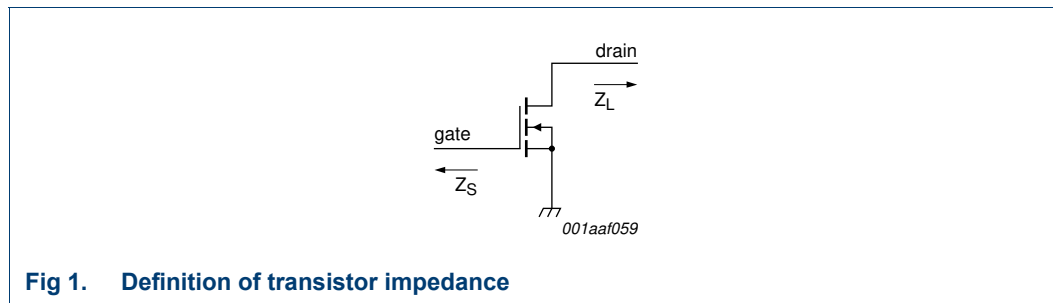 drain
Z_L
gate
Z_S
001aaf059
Fig 1. Definition of transistor impedance